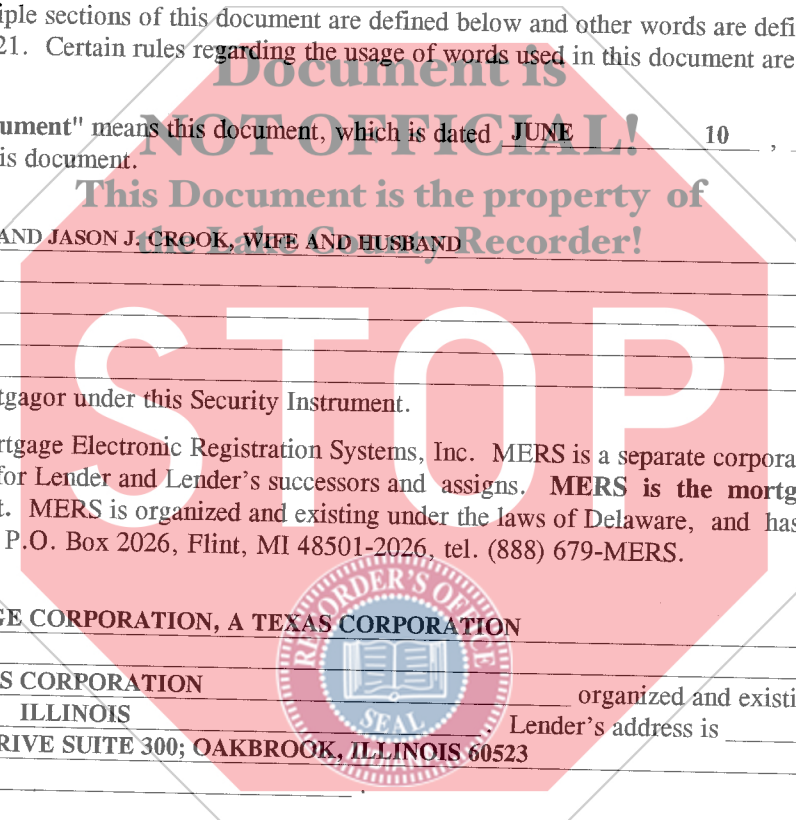 iple sections of this document are defined below and other words are defi
21. Certain rules regarding the usage of words used in this document are
Document is
ument" means this document, which is dated JUNE 10 ,
NOT OFFICIAL!
is document.
This Document is the property of
AND JASON J. CROOK, WIFE AND HUSBAND
the Lake County Recorder!
STOP
tgagor under this Security Instrument.
rtgage Electronic Registration Systems, Inc. MERS is a separate corpora
for Lender and Lender's successors and assigns. MERS is the mortg
t. MERS is organized and existing under the laws of Delaware, and has
P.O. Box 2026, Flint, MI 48501-2026, tel. (888) 679-MERS.
RECORDER'S OFFICE
GE CORPORATION, A TEXAS CORPORATION
S CORPORATION organized and existi
ILLINOIS . Lender's address is
SEAL
RIVE SUITE 300; OAKBROOK, ILLINOIS 60523
INDIANA
.